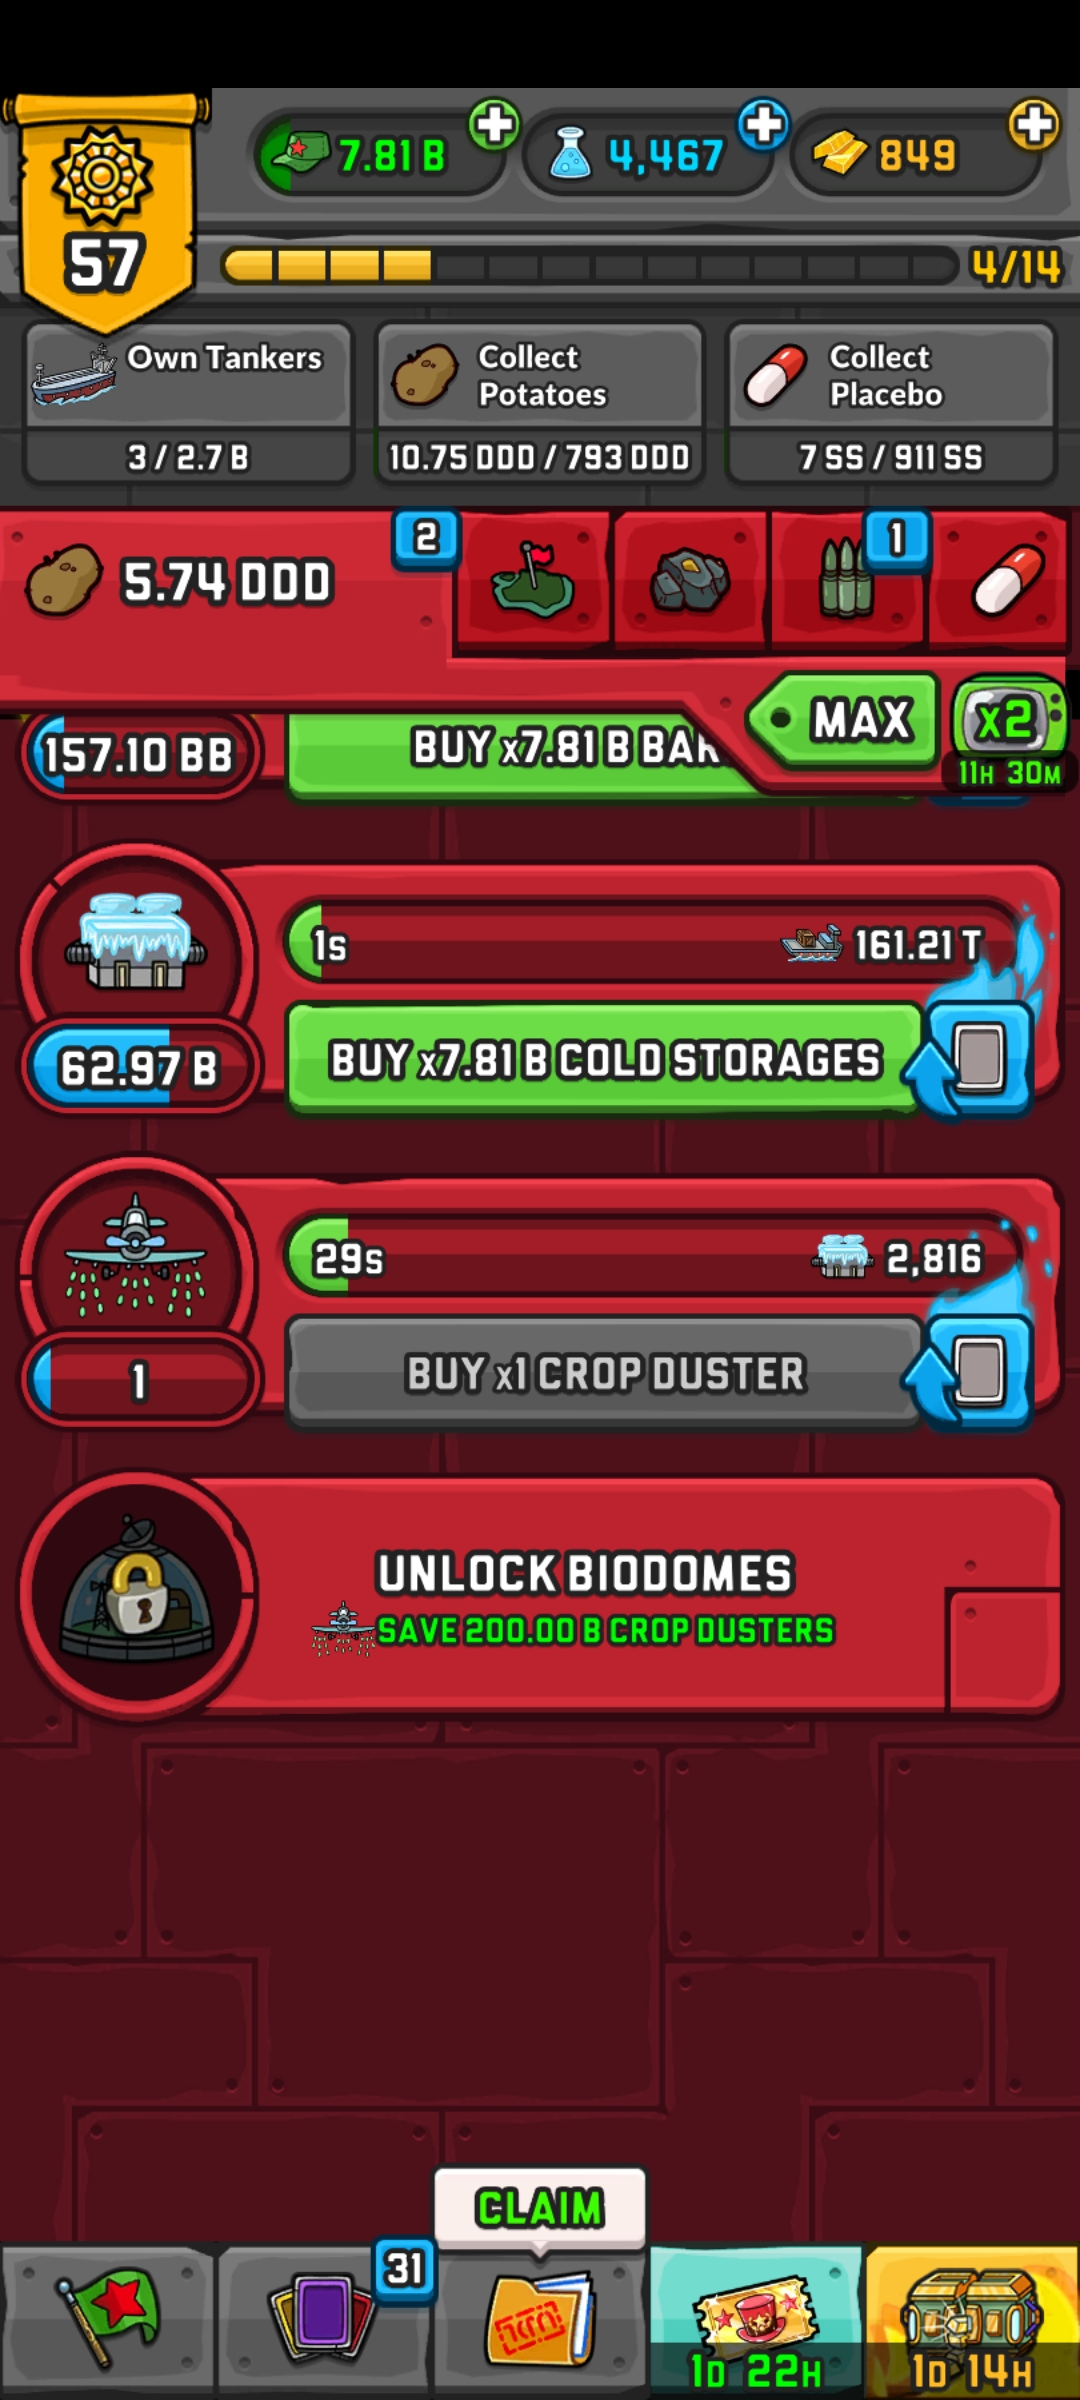 7.81 B
4,467
849
57
4/14
Own Tankers
3 / 2.7 B
Collect
Potatoes
10.75 DDD / 793 DDD
Collect
Placebo
7 SS / 911 SS
5.74 DDD
2
1
MAX
x2
11H 30M
157.10 BB
BUY x7.81 B BAR
1s
161.21 T
62.97 B
BUY x7.81 B COLD STORAGES
29s
2,816
1
BUY x1 CROP DUSTER
UNLOCK BIODOMES
SAVE 200.00 B CROP DUSTERS
CLAIM
31
1D 22H
1D 14H